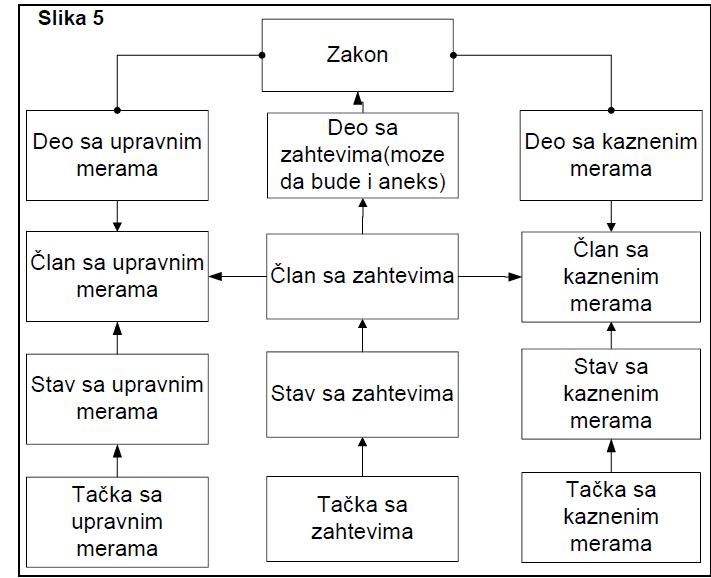 Slika 5
Zakon
Deo sa upravnim
merama
Deo sa
zahtevima(moze
da bude i aneks)
Deo sa kaznenim
merama
Član sa upravnim
merama
Član sa zahtevima
Član sa
kaznenim
merama
Stav sa upravnim
merama
Stav sa zahtevima
Stav sa
kaznenim
merama
Tačka sa
upravnim
merama
Tačka sa
zahtevima
Tačka sa
kaznenim
merama